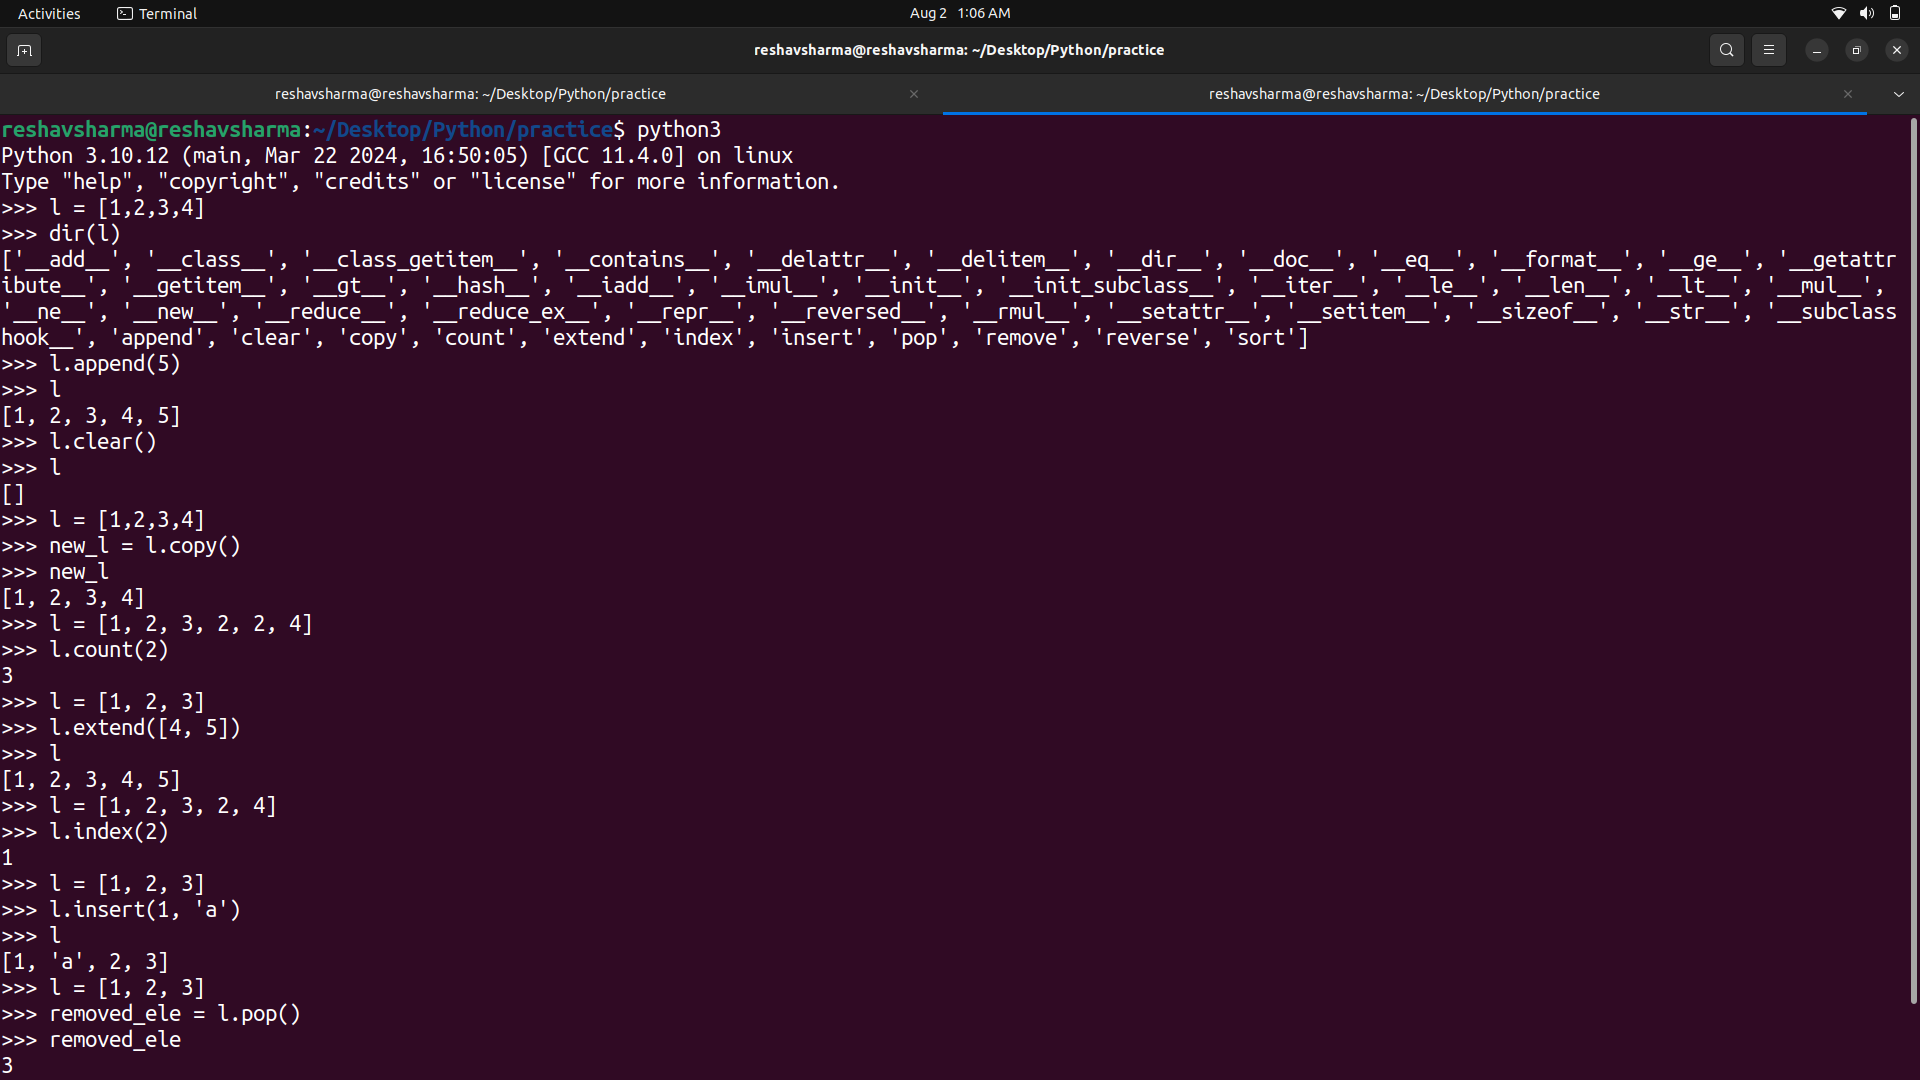 Activities Terminal Aug 2 1:06 AM
reshavsharma@reshavsharma: ~/Desktop/Python/practice
reshavsharma@reshavsharma: ~/Desktop/Python/practice × reshavsharma@reshavsharma: ~/Desktop/Python/practice ×
reshavsharma@reshavsharma:~/Desktop/Python/practice$ python3
Python 3.10.12 (main, Mar 22 2024, 16:50:05) [GCC 11.4.0] on linux
Type "help", "copyright", "credits" or "license" for more information.
>>> l = [1,2,3,4]
>>> dir(l)
['__add__', '__class__', '__class_getitem__', '__contains__', '__delattr__', '__delitem__', '__dir__', '__doc__', '__eq__', '__format__', '__ge__', '__getattr
ibute__', '__getitem__', '__gt__', '__hash__', '__iadd__', '__imul__', '__init__', '__init_subclass__', '__iter__', '__le__', '__len__', '__lt__', '__mul__',
'__ne__', '__new__', '__reduce__', '__reduce_ex__', '__repr__', '__reversed__', '__rmul__', '__setattr__', '__setitem__', '__sizeof__', '__str__', '__subclass
hook__', 'append', 'clear', 'copy', 'count', 'extend', 'index', 'insert', 'pop', 'remove', 'reverse', 'sort']
>>> l.append(5)
>>> l
[1, 2, 3, 4, 5]
>>> l.clear()
>>> l
[]
>>> l = [1,2,3,4]
>>> new_l = l.copy()
>>> new_l
[1, 2, 3, 4]
>>> l = [1, 2, 3, 2, 2, 4]
>>> l.count(2)
3
>>> l = [1, 2, 3]
>>> l.extend([4, 5])
>>> l
[1, 2, 3, 4, 5]
>>> l = [1, 2, 3, 2, 4]
>>> l.index(2)
1
>>> l = [1, 2, 3]
>>> l.insert(1, 'a')
>>> l
[1, 'a', 2, 3]
>>> l = [1, 2, 3]
>>> removed_ele = l.pop()
>>> removed_ele
3